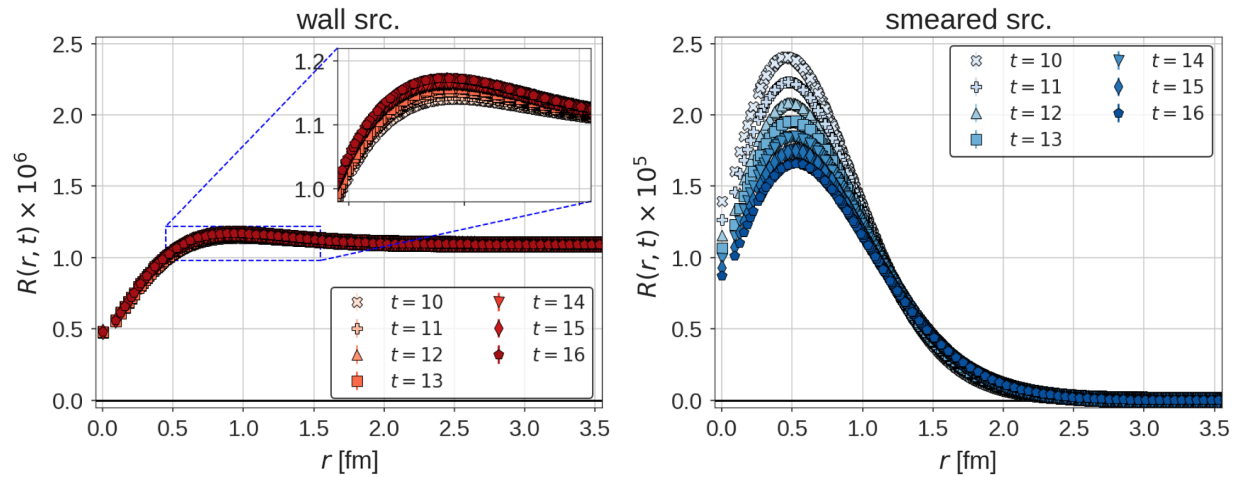 wall src.
2.5
2.0
1.5
1.0
0.5
0.0
R(r, t) × 10⁶
1.2
1.1
1.0
t = 10
t = 11
t = 12
t = 13
t = 14
t = 15
t = 16
0.0 0.5 1.0 1.5 2.0 2.5 3.0 3.5
r [fm]
smeared src.
2.5
2.0
1.5
1.0
0.5
0.0
R(r, t) × 10⁵
t = 10
t = 11
t = 12
t = 13
t = 14
t = 15
t = 16
0.0 0.5 1.0 1.5 2.0 2.5 3.0 3.5
r [fm]